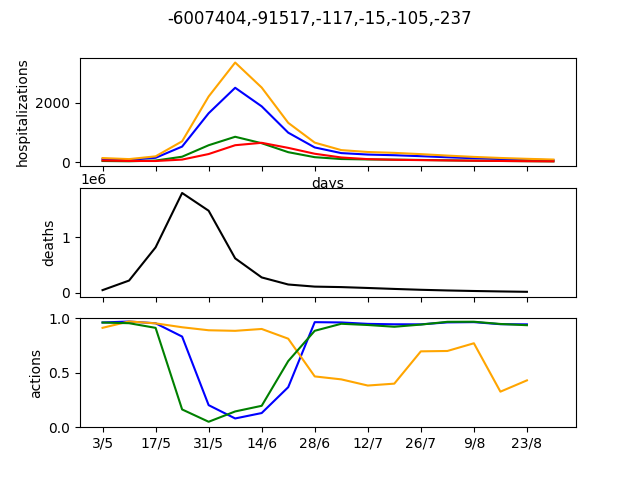 -6007404,-91517,-117,-15,-105,-237
hospitalizations
2000
0
days
1e6
deaths
1
0
actions
1.0
0.5
0.0
3/5 17/5 31/5 14/6 28/6 12/7 26/7 9/8 23/8